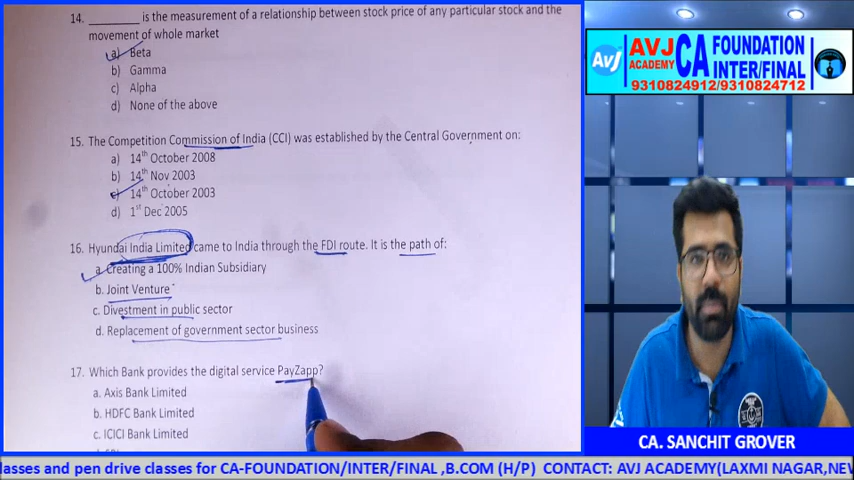 14. _________ is the measurement of a relationship between stock price of any particular stock and the
movement of whole market
a) Beta
b) Gamma
c) Alpha
d) None of the above
15. The Competition Commission of India (CCI) was established by the Central Government on:
a) 14th October 2008
b) 14th Nov 2003
c) 14th October 2003
d) 1st Dec 2005
16. Hyundai India Limited came to India through the FDI route. It is the path of:
a. Creating a 100% Indian Subsidiary
b. Joint Venture
c. Divestment in public sector
d. Replacement of government sector business
17. Which Bank provides the digital service PayZapp?
a. Axis Bank Limited
b. HDFC Bank Limited
c. ICICI Bank Limited
AVJ
AVJ
ACADEMY
CA
FOUNDATION
INTER/FINAL
9310824912/9310824712
CA. SANCHIT GROVER
lasses and pen drive classes for CA-FOUNDATION/INTER/FINAL ,B.COM (H/P) CONTACT: AVJ ACADEMY(LAXMI NAGAR,NEW